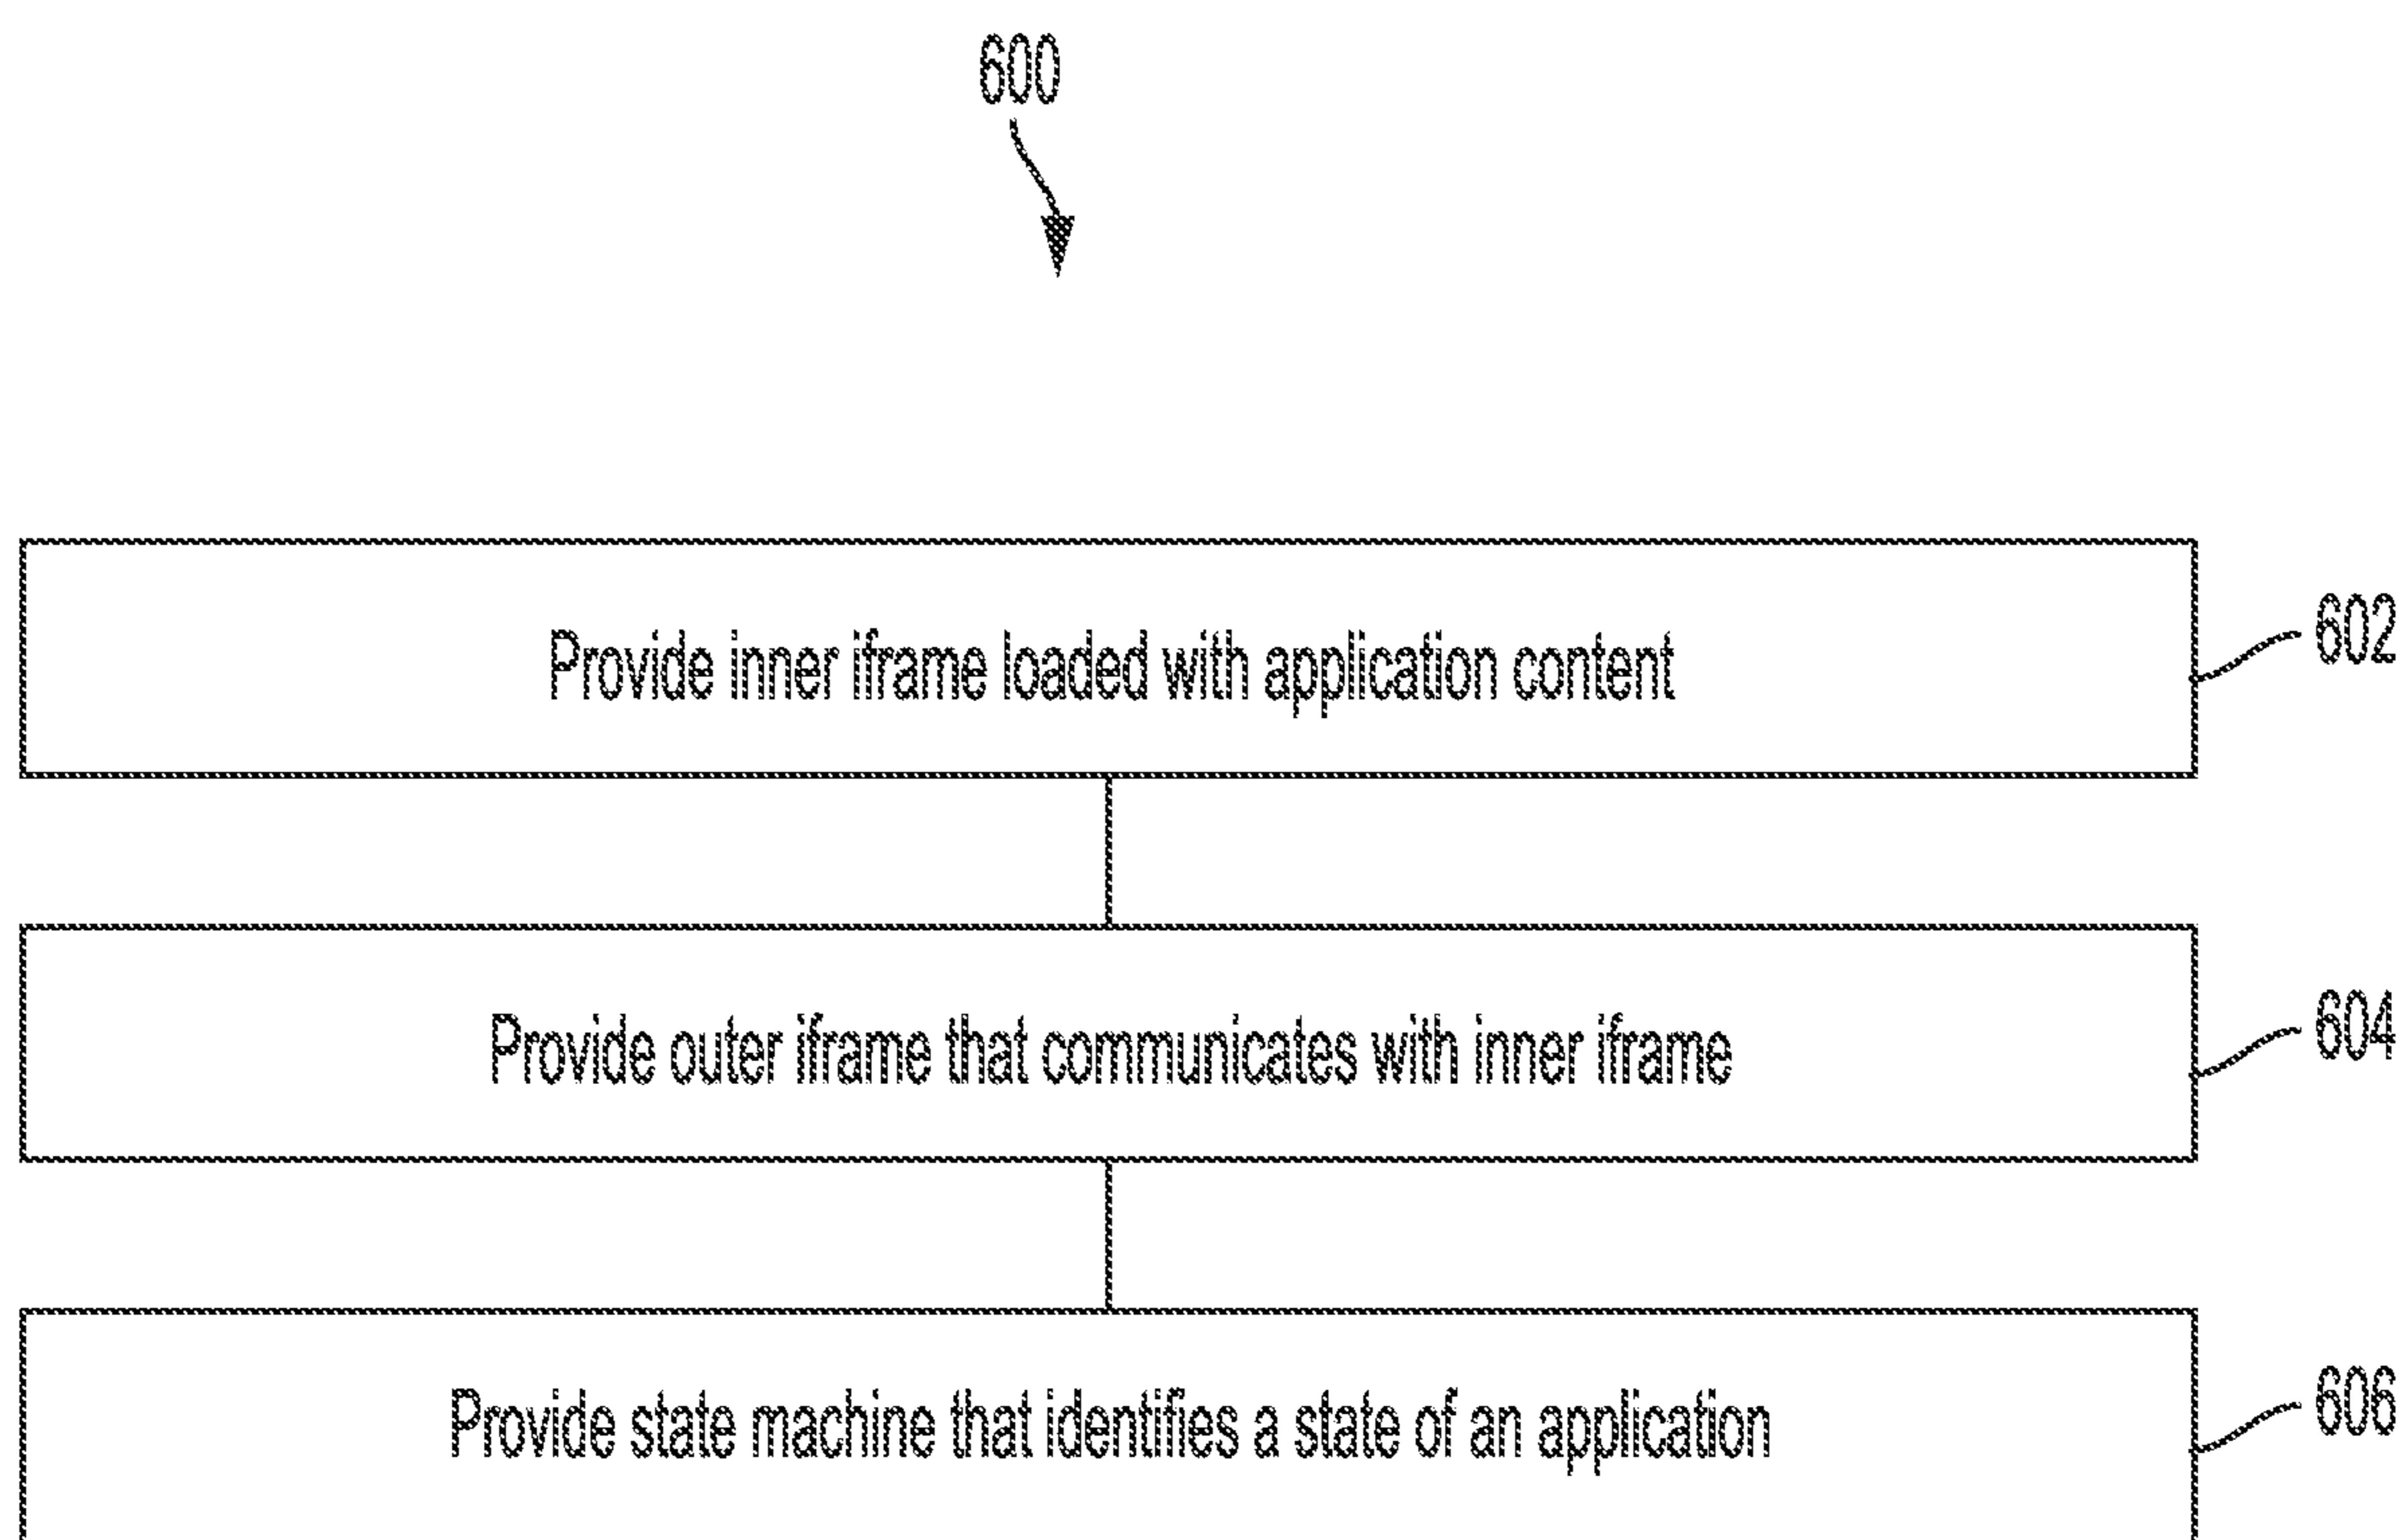 600
Provide inner iframe loaded with application content
602
Provide outer iframe that communicates with inner iframe
604
Provide state machine that identifies a state of an application
606